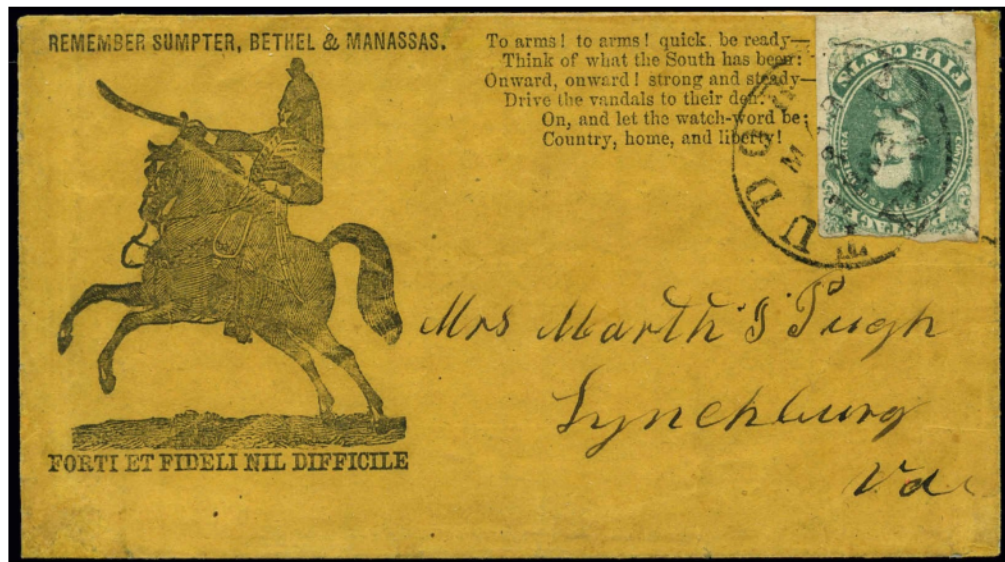 REMEMBER SUMPTER, BETHEL & MANASSAS.
To arms! to arms! quick. be ready—
Think of what the South has been:
Onward, onward! strong and steady—
Drive the vandals to their den.
On, and let the watch-word be:
Country, home, and liberty!
FIVE CENTS
FORTI ET FIDELI NIL DIFFICILE
Mrs Marth S Pugh
Lynchburg
Va